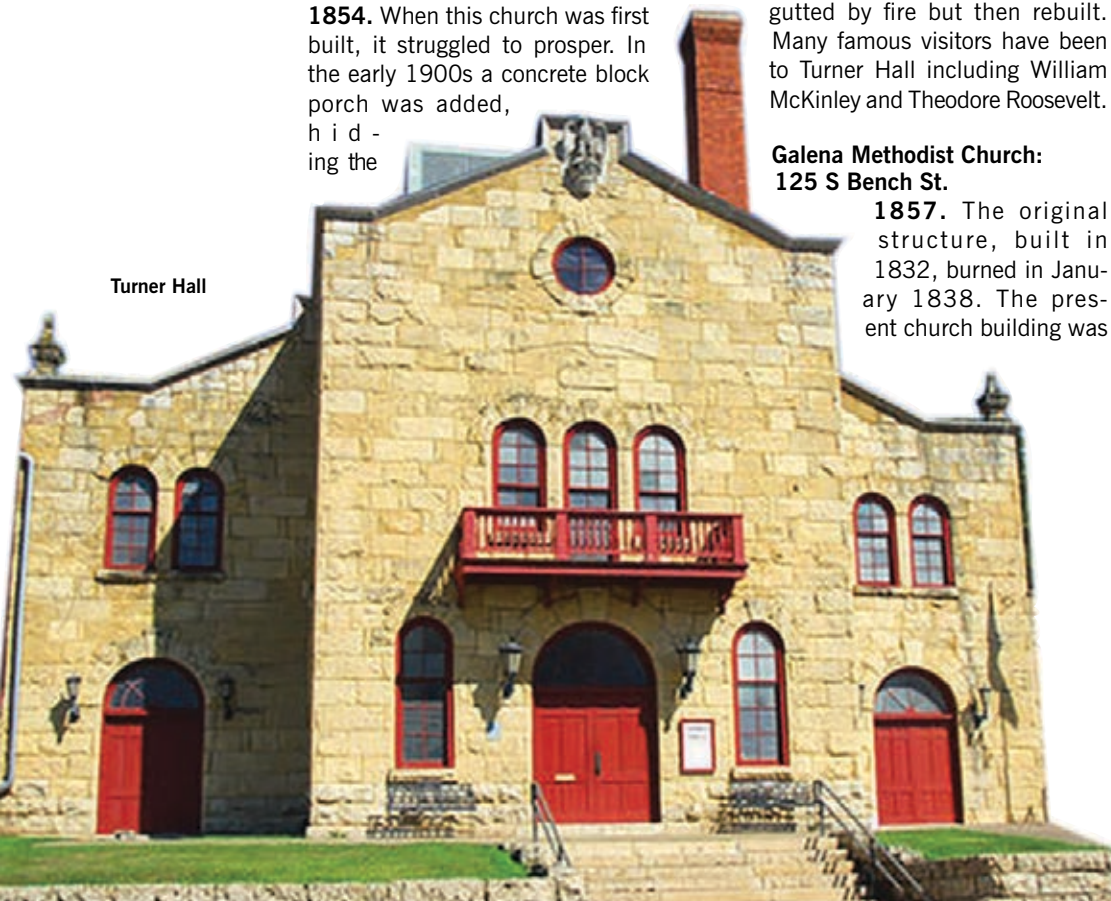 1854. When this church was first
built, it struggled to prosper. In
the early 1900s a concrete block
porch was added,
hid-
ing the
Turner Hall
gutted by fire but then rebuilt.
Many famous visitors have been
to Turner Hall including William
McKinley and Theodore Roosevelt.
Galena Methodist Church:
125 S Bench St.
1857. The original
structure, built in
1832, burned in Janu-
ary 1838. The pres-
ent church building was